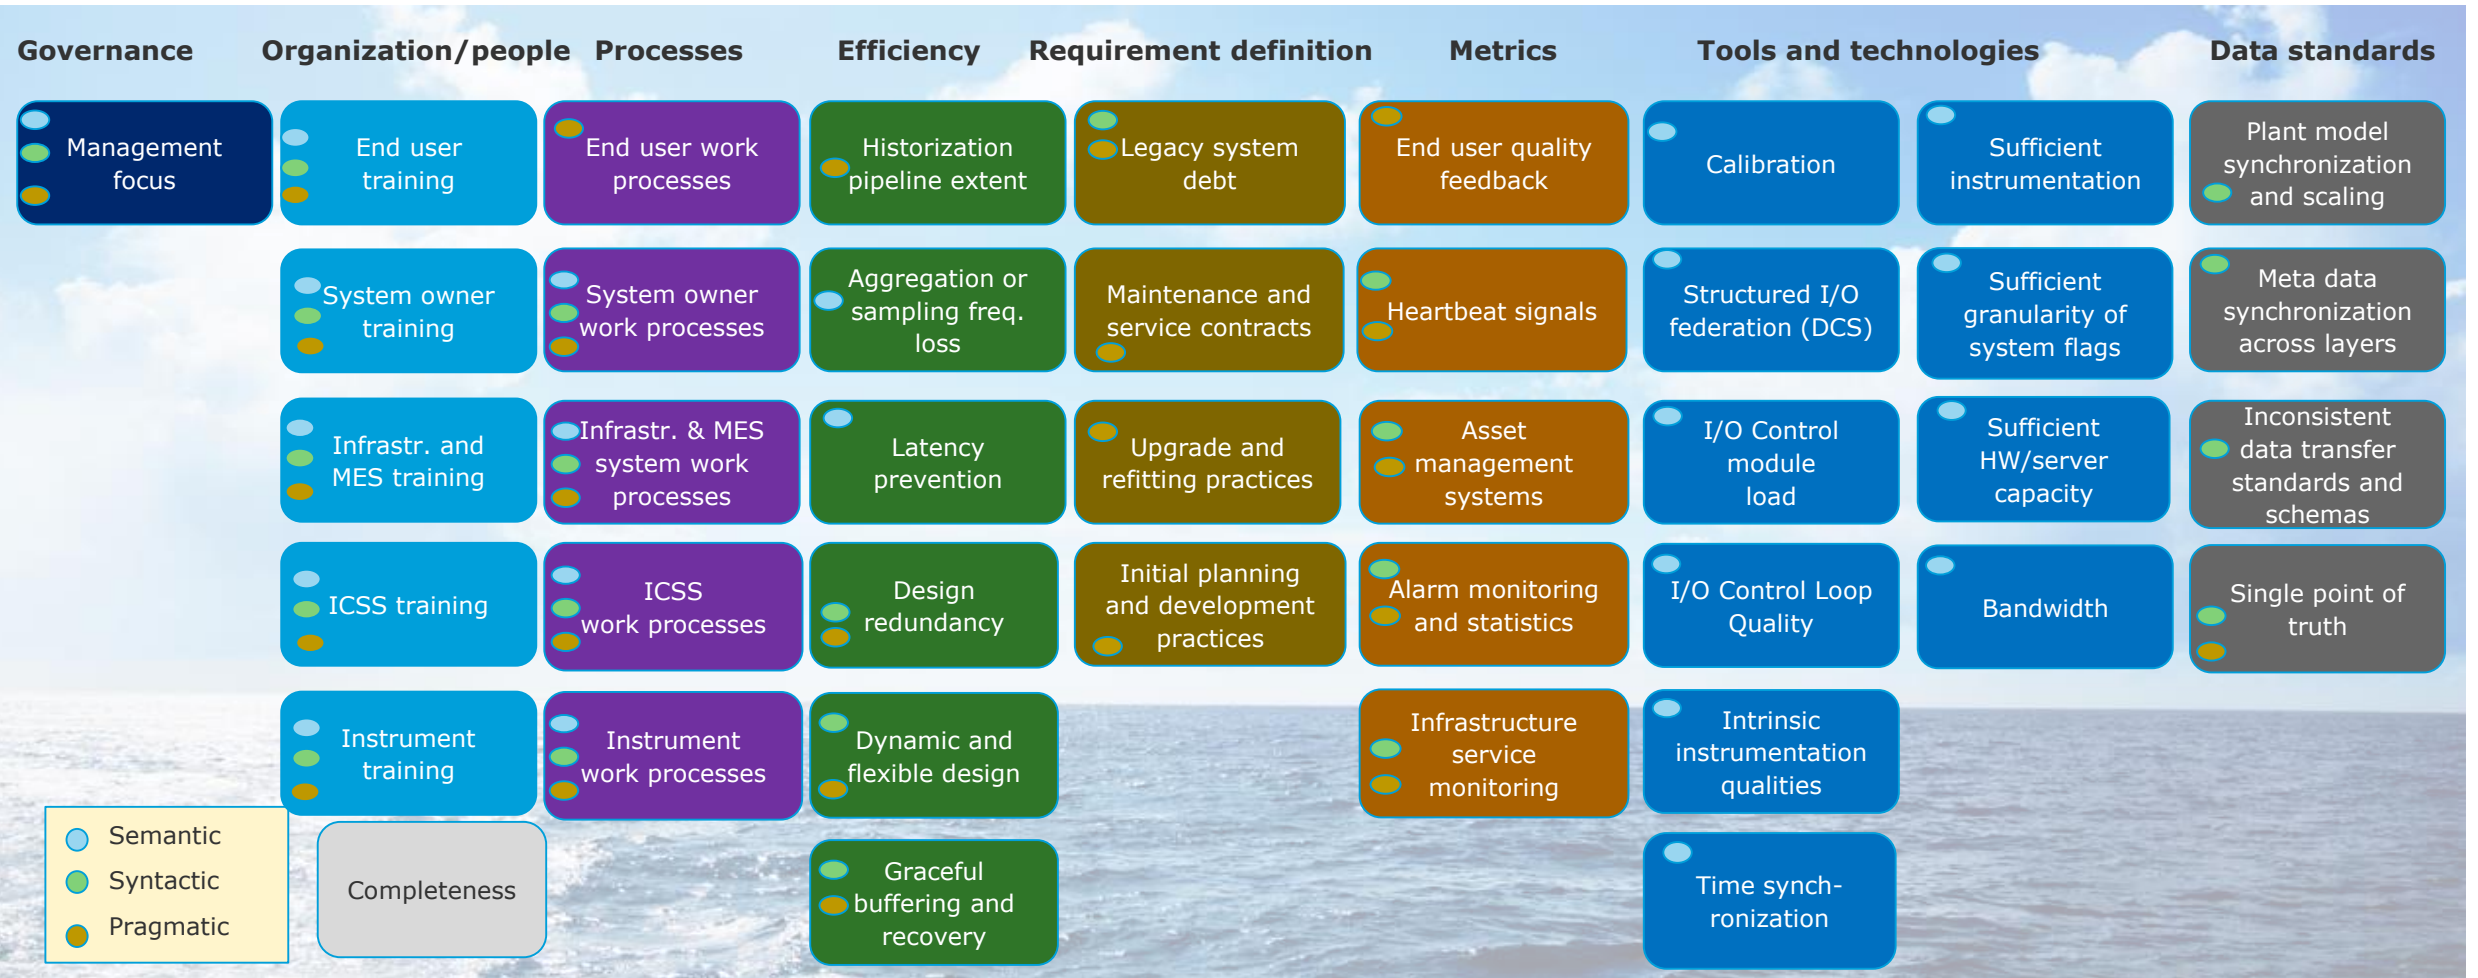 Governance
Organization/people
Processes
Efficiency
Requirement definition
Metrics
Tools and technologies
Data standards
Management
focus
End user
training
System owner
training
Infrastr. and
MES training
ICSS training
Instrument
training
End user work
processes
System owner
work processes
Infrastr. & MES
system work
processes
ICSS
work processes
Instrument
work processes
Historization
pipeline extent
Aggregation or
sampling freq.
loss
Latency
prevention
Design
redundancy
Dynamic and
flexible design
Graceful
buffering and
recovery
Legacy system
debt
Maintenance and
service contracts
Upgrade and
refitting practices
Initial planning
and development
practices
End user quality
feedback
Heartbeat signals
Asset
management
systems
Alarm monitoring
and statistics
Infrastructure
service
monitoring
Calibration
Structured I/O
federation (DCS)
I/O Control
module
load
I/O Control Loop
Quality
Intrinsic
instrumentation
qualities
Time synch-
ronization
Sufficient
instrumentation
Sufficient
granularity of
system flags
Sufficient
HW/server
capacity
Bandwidth
Plant model
synchronization
and scaling
Meta data
synchronization
across layers
Inconsistent
data transfer
standards and
schemas
Single point of
truth
Semantic
Syntactic
Pragmatic
Completeness